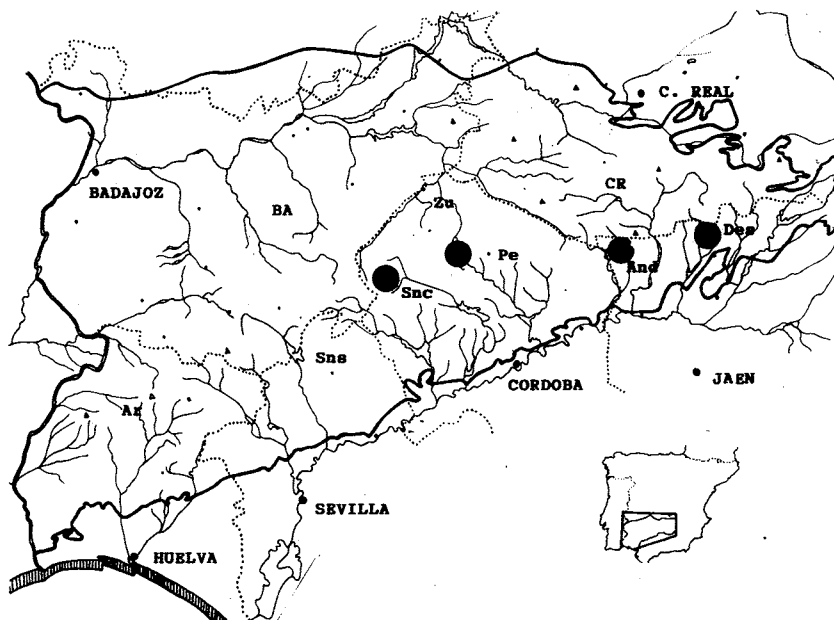 C. REAL
BADAJOZ
BA
CR
Zu
Des
Pe
And
Snc
Sns
CORDOBA
JAEN
Ar
SEVILLA
HUELVA